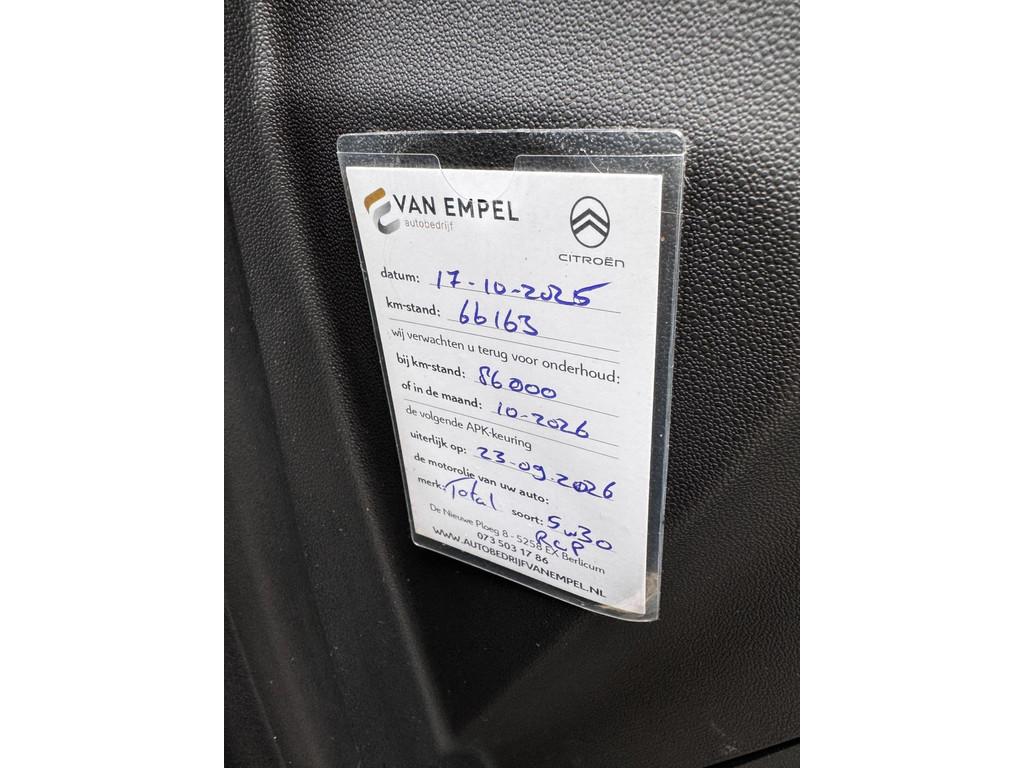 VAN EMPEL
autobedrijf
CITROËN
datum: 17-10-2025
km-stand: 66163
wij verwachten u terug voor onderhoud:
bij km-stand: 86000
of in de maand: 10-2026
de volgende APK-keuring
uiterlijk op: 23-09-2026
de motorolie van uw auto:
merk: Total soort: 5w30
RCP
De Nieuwe Ploeg 8 - 5258 EX Berlicum
073 503 17 86
WWW.AUTOBEDRIJFVANEMPEL.NL